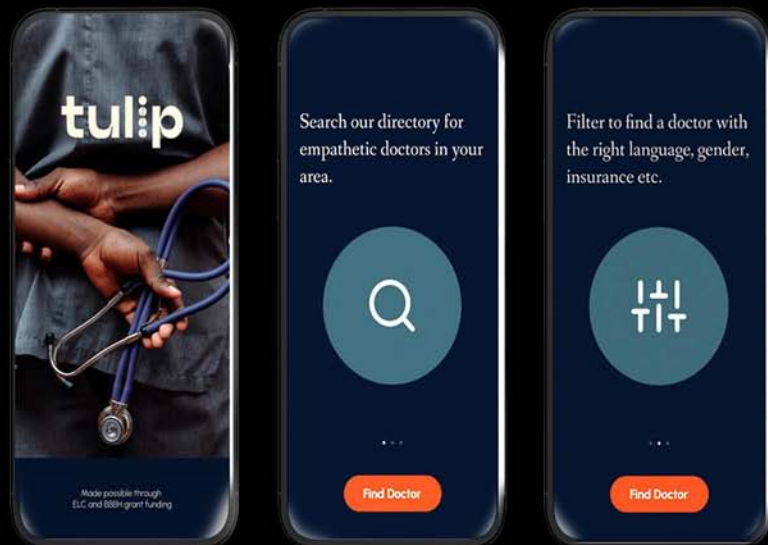 tulip
Made possible through
ELC and BBBH grant funding
Search our directory for
empathetic doctors in your
area.
Find Doctor
Filter to find a doctor with
the right language, gender,
insurance etc.
Find Doctor